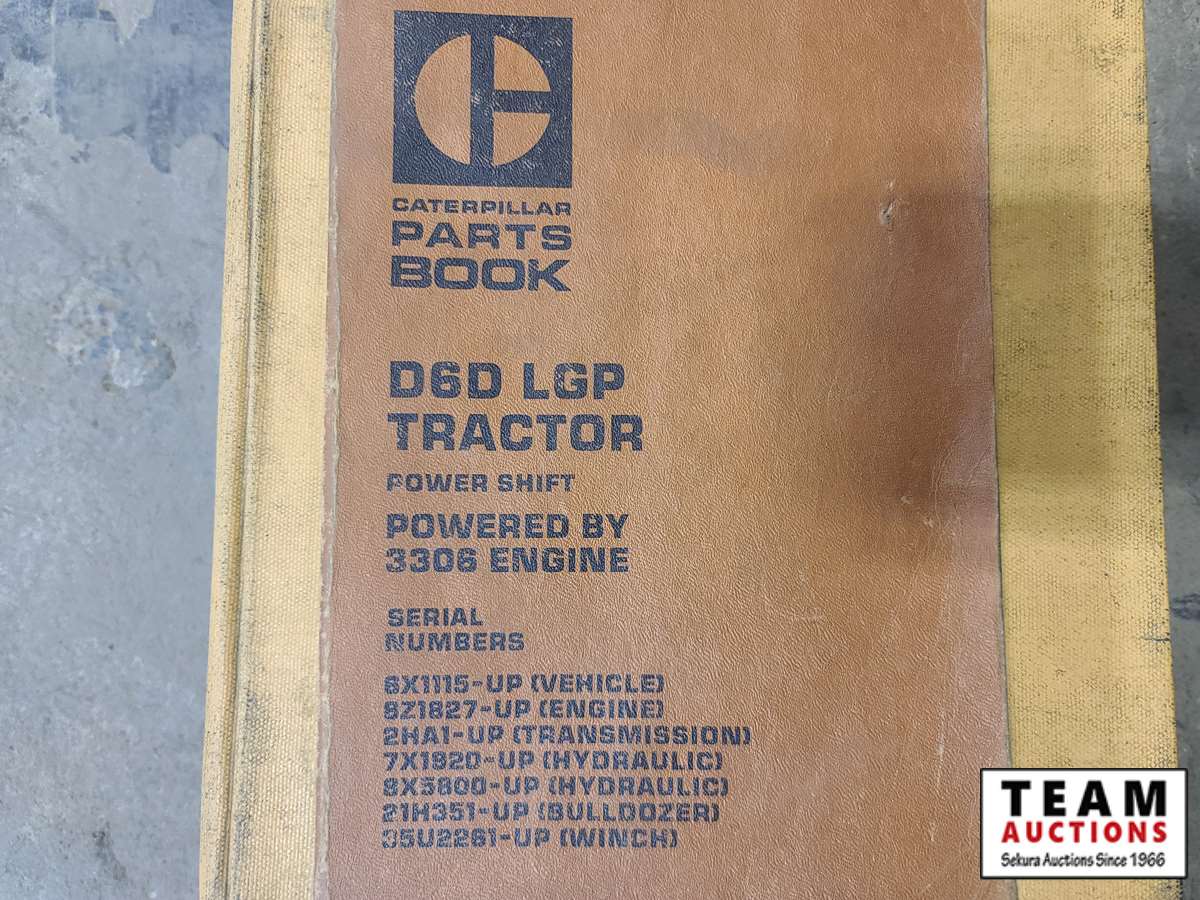 CATERPILLAR
PARTS
BOOK
D6D LGP
TRACTOR
POWER SHIFT
POWERED BY
3306 ENGINE
SERIAL
NUMBERS
6X1115-UP (VEHICLE)
8Z1827-UP (ENGINE)
2HA1-UP (TRANSMISSION)
7X1920-UP (HYDRAULIC)
8X5800-UP (HYDRAULIC)
21H351-UP (BULLDOZER)
35U2261-UP (WINCH)
TEAM
AUCTIONS
Sekura Auctions Since 1966